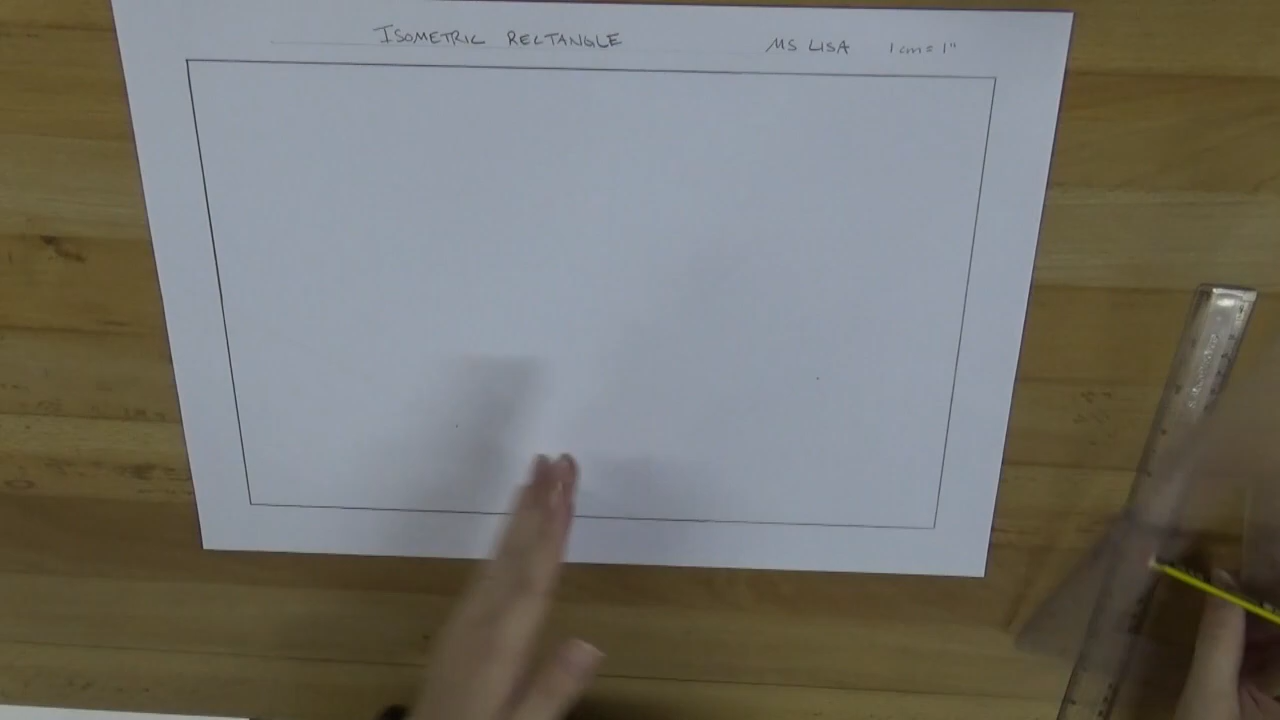 ISOMETRIC RECTANGLE MS LISA 1cm = 1"